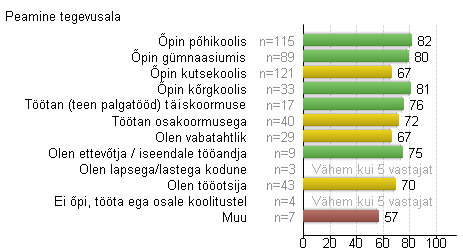 Peamine tegevusala
Õpin põhikoolis n=115 82
Õpin gümnaasiumis n=89 80
Õpin kutsekoolis n=121 67
Õpin kõrgkoolis n=33 81
Töötan (teen palgatööd) täiskoormuse n=17 76
Töötan osakoormusega n=40 72
Olen vabatahtlik n=29 67
Olen ettevõtja / iseendale tööandja n=9 75
Olen lapsega/lastega kodune n=3 Vähem kui 5 vastajat
Olen tööotsija n=43 70
Ei õpi, tööta ega osale koolitustel n=4 Vähem kui 5 vastajat
Muu n=7 57
0 20 40 60 80 100